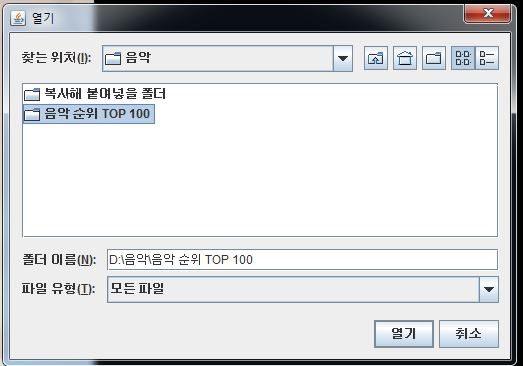 열기
찾는 위치(I): 음악
복사해 붙여넣을 폴더
음악 순위 TOP 100
폴더 이름(N): D:\음악\음악 순위 TOP 100
파일 유형(T): 모든 파일
열기 취소